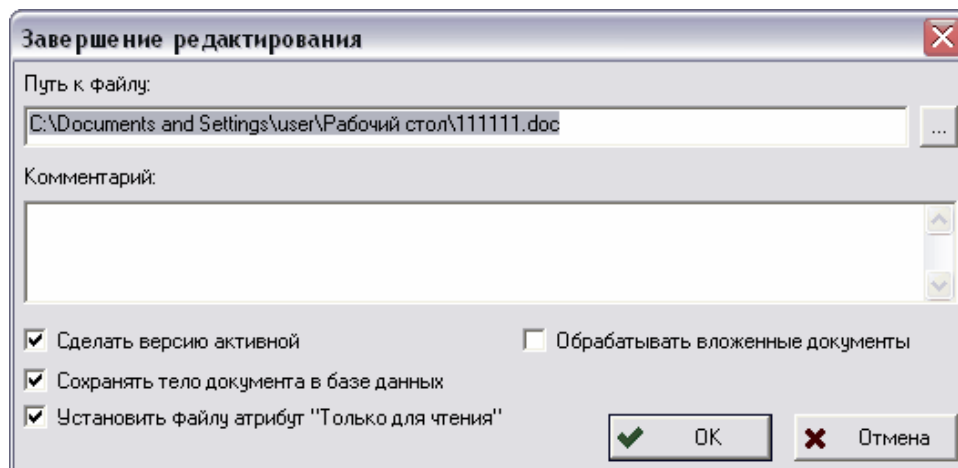 Завершение редактирования
Путь к файлу:
C:\Documents and Settings\user\Рабочий стол\111111.doc
...
Комментарий:
Сделать версию активной
Обрабатывать вложенные документы
Сохранять тело документа в базе данных
Установить файлу атрибут "Только для чтения"
OK
Отмена